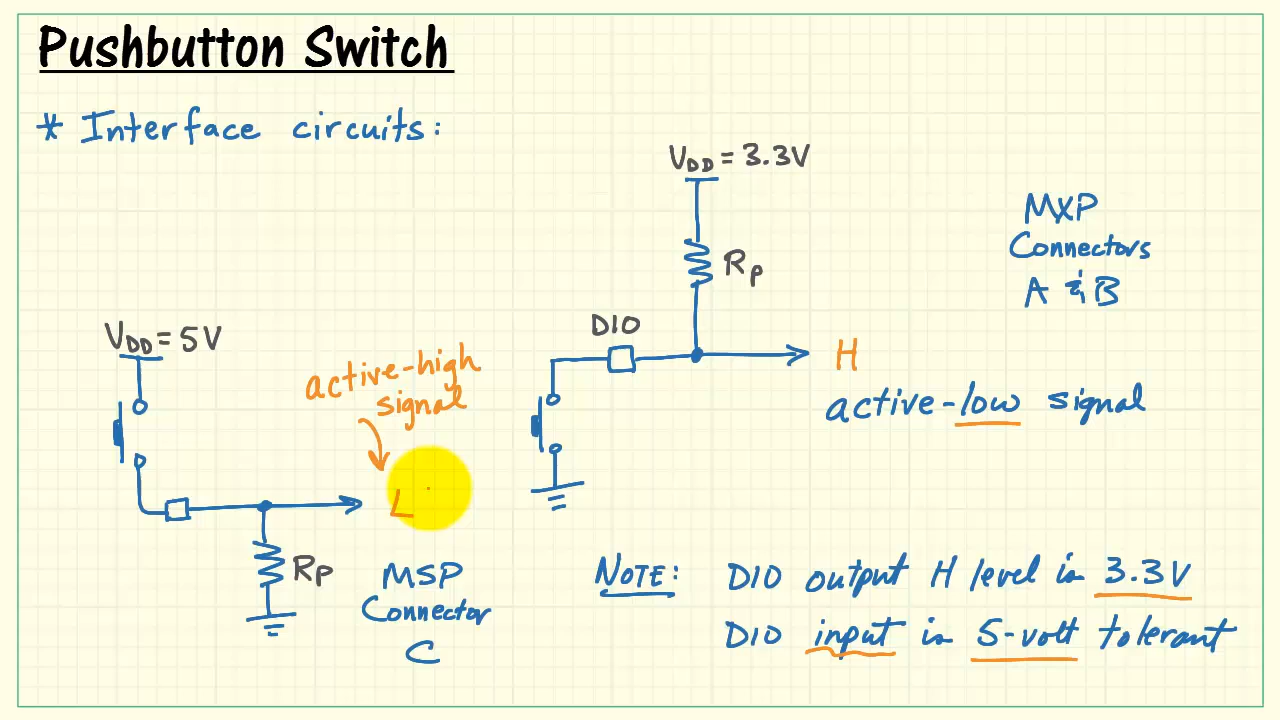 Pushbutton Switch
* Interface circuits:
VDD = 3.3V
RP
MXP
Connectors
A & B
DIO
H
active-low signal
VDD = 5V
active-high
signal
L
RP
MSP
Connector
C
NOTE: DIO output H level is 3.3V
DIO input is 5-volt tolerant